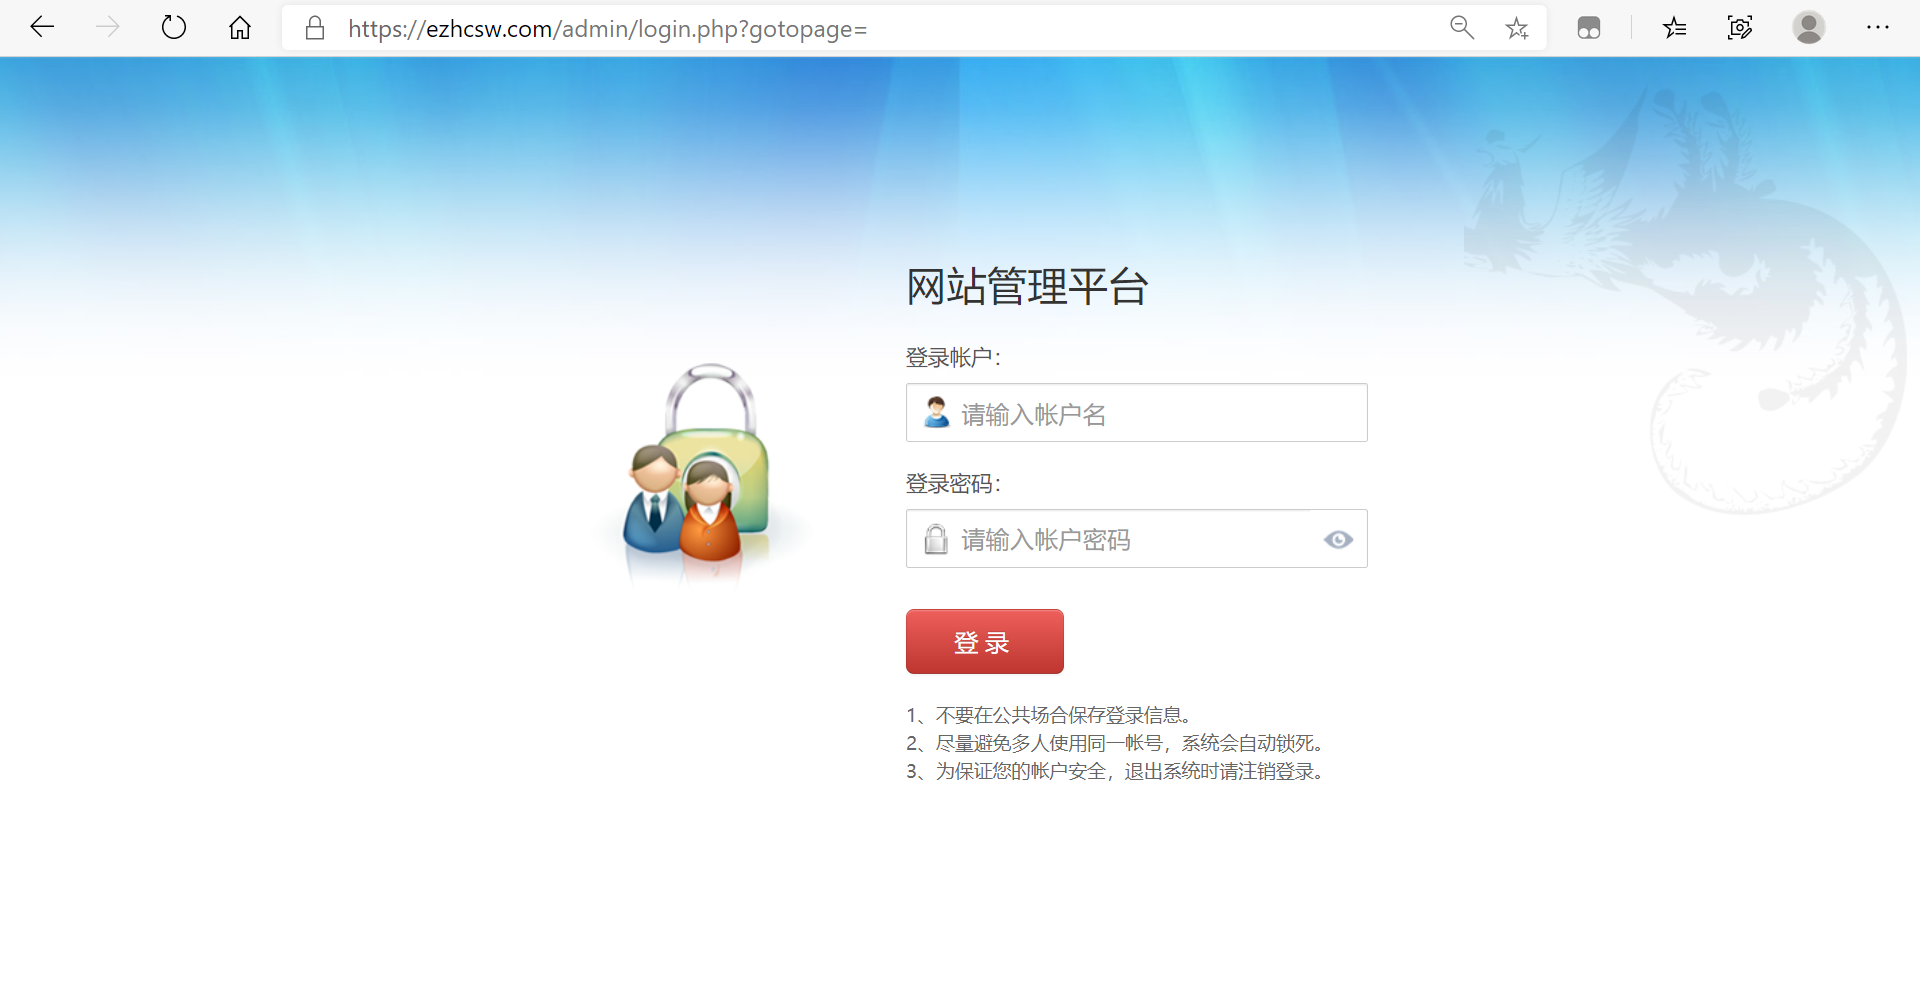 https://ezhcsw.com/admin/login.php?gotopage=
网站管理平台
登录帐户：
请输入帐户名
登录密码：
请输入帐户密码
登 录
1、不要在公共场合保存登录信息。
2、尽量避免多人使用同一帐号，系统会自动锁死。
3、为保证您的帐户安全，退出系统时请注销登录。